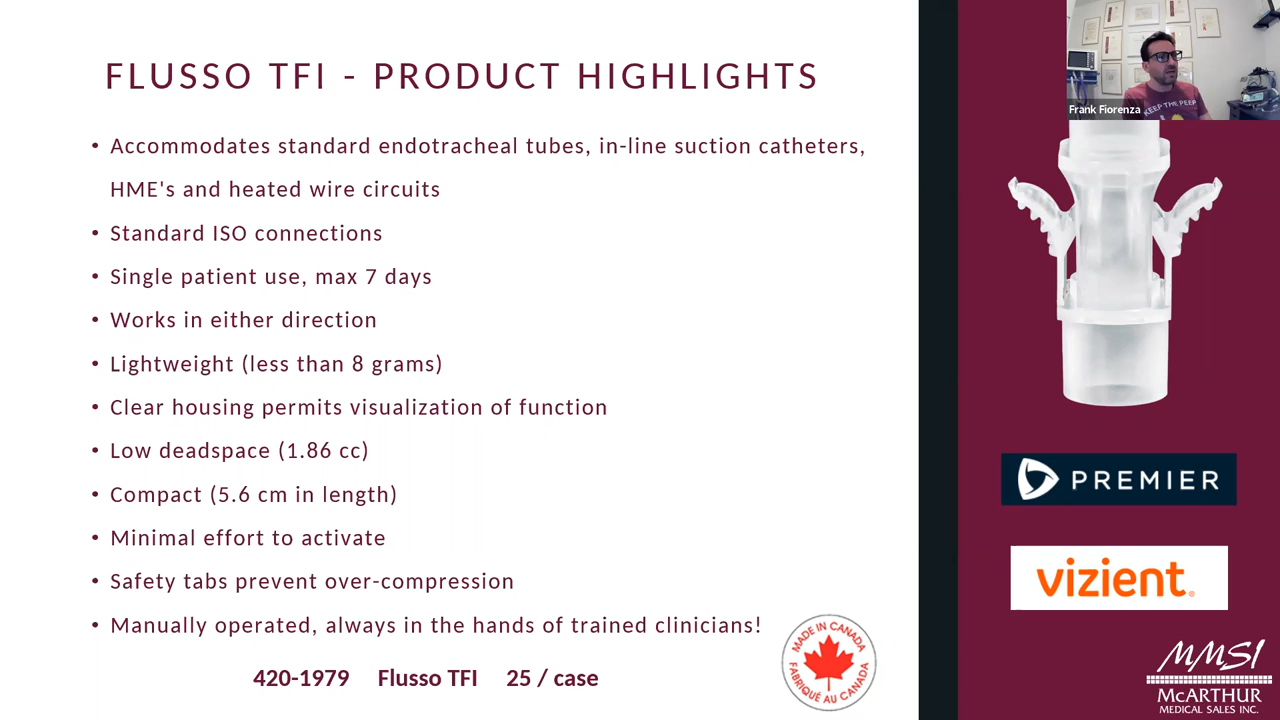 FLUSSO TFI - PRODUCT HIGHLIGHTS
• Accommodates standard endotracheal tubes, in-line suction catheters,
HME's and heated wire circuits
• Standard ISO connections
• Single patient use, max 7 days
• Works in either direction
• Lightweight (less than 8 grams)
• Clear housing permits visualization of function
• Low deadspace (1.86 cc)
• Compact (5.6 cm in length)
• Minimal effort to activate
• Safety tabs prevent over-compression
• Manually operated, always in the hands of trained clinicians!
420-1979 Flusso TFI 25 / case
MADE IN CANADA
FABRIQUÉ AU CANADA
Frank Fiorenza
KEEP THE PEEP
PREMIER
vizient®
MMSI
McARTHUR
MEDICAL SALES INC.